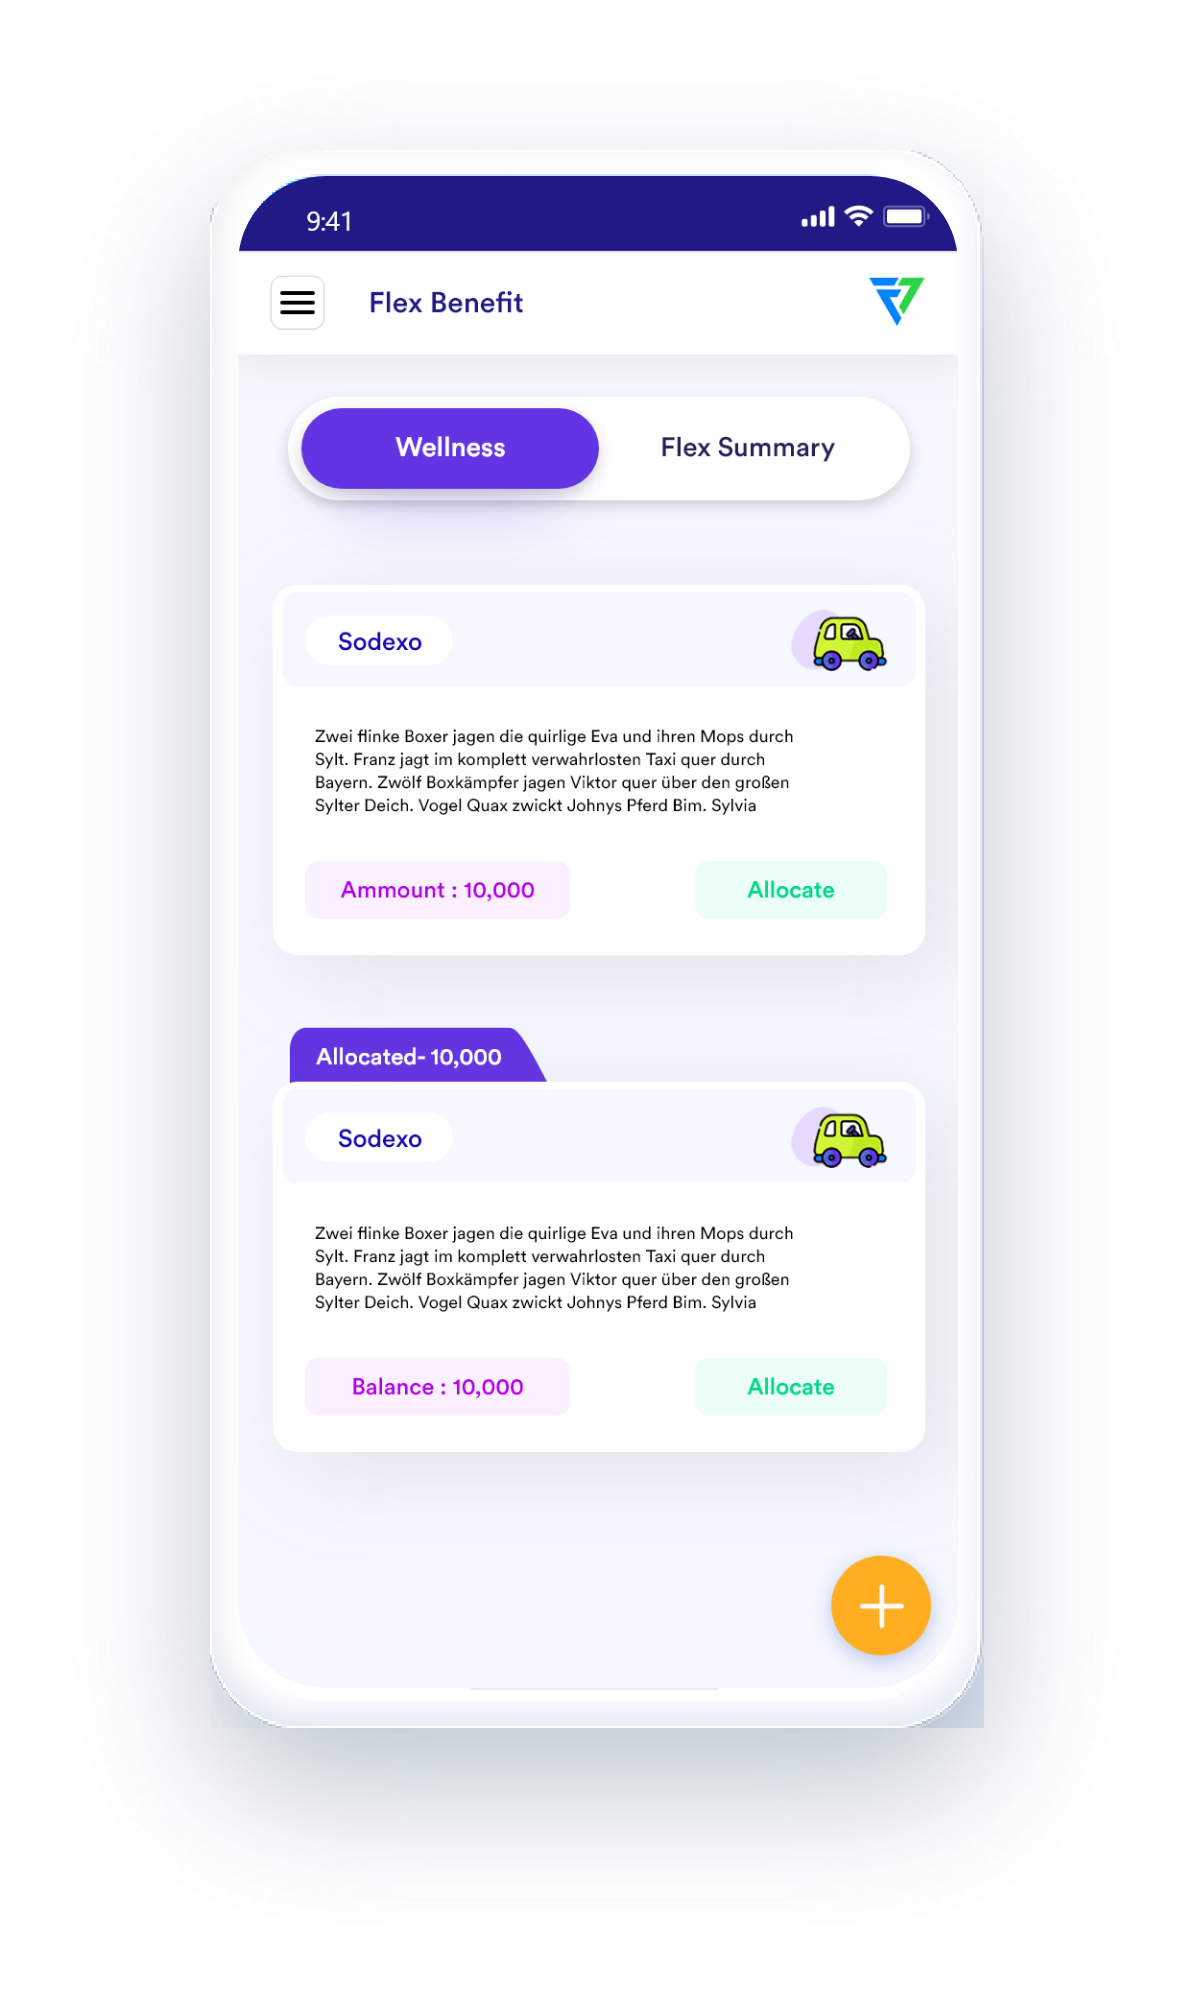 9:41
Flex Benefit
Wellness
Flex Summary
Sodexo
Zwei flinke Boxer jagen die quirlige Eva und ihren Mops durch
Sylt. Franz jagt im komplett verwahrlosten Taxi quer durch
Bayern. Zwölf Boxkämpfer jagen Viktor quer über den großen
Sylter Deich. Vogel Quax zwickt Johnys Pferd Bim. Sylvia
Ammount : 10,000
Allocate
Allocated- 10,000
Sodexo
Zwei flinke Boxer jagen die quirlige Eva und ihren Mops durch
Sylt. Franz jagt im komplett verwahrlosten Taxi quer durch
Bayern. Zwölf Boxkämpfer jagen Viktor quer über den großen
Sylter Deich. Vogel Quax zwickt Johnys Pferd Bim. Sylvia
Balance : 10,000
Allocate